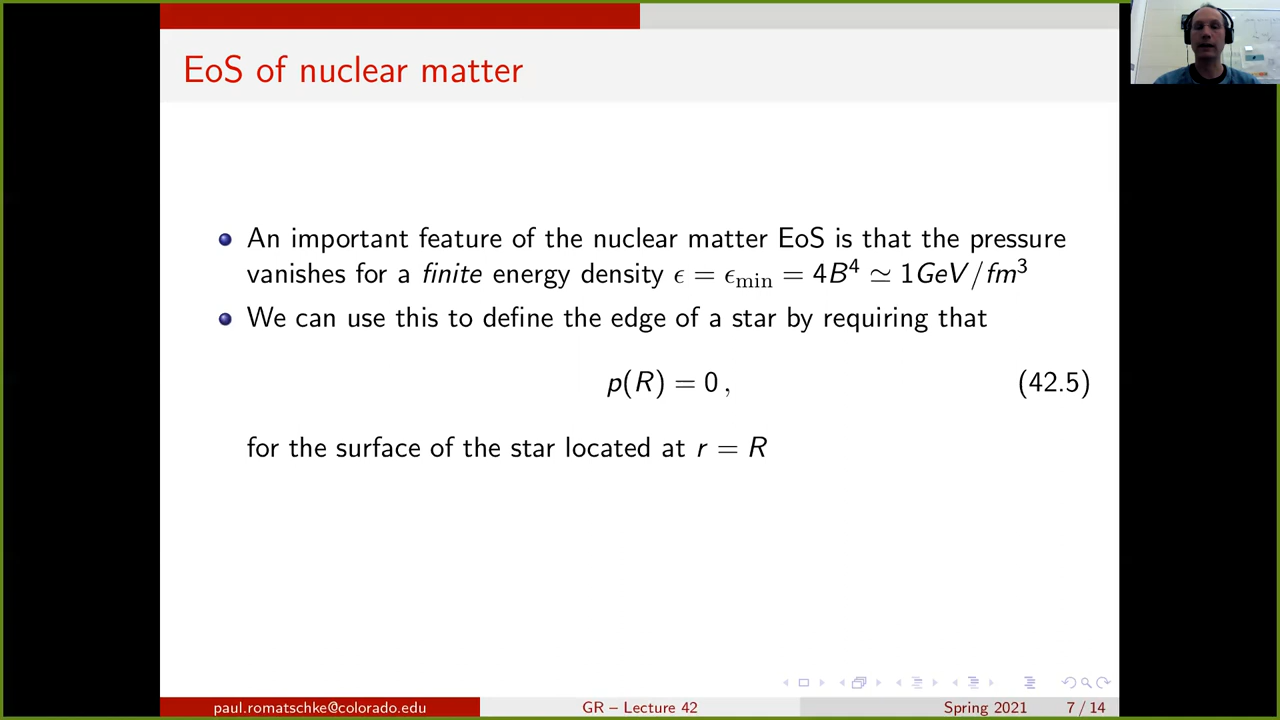 EoS of nuclear matter
An important feature of the nuclear matter EoS is that the pressure
vanishes for a finite energy density ϵ = ϵmin = 4B⁴ ≃ 1GeV/fm³
We can use this to define the edge of a star by requiring that
p(R) = 0 , (42.5)
for the surface of the star located at r = R
paul.romatschke@colorado.edu GR – Lecture 42 Spring 2021 7 / 14